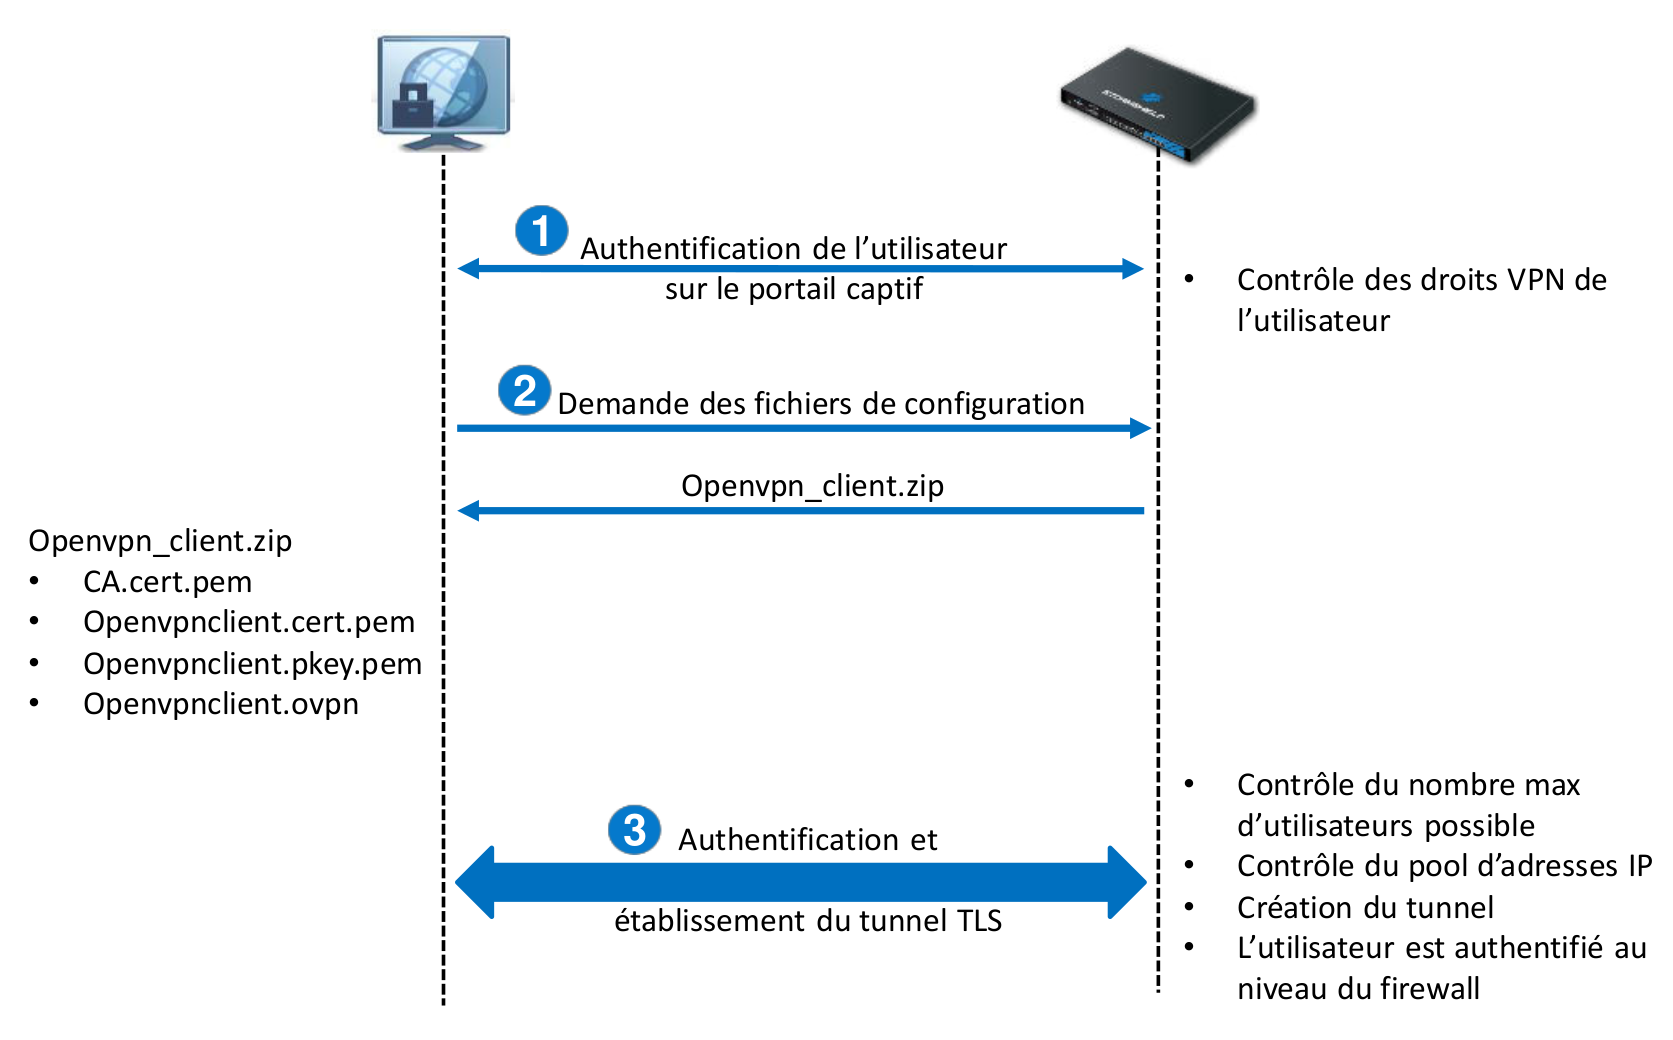 STORMSHIELD
1
Authentification de l’utilisateur
sur le portail captif
• Contrôle des droits VPN de
l’utilisateur
2
Demande des fichiers de configuration
Openvpn_client.zip
Openvpn_client.zip
• CA.cert.pem
• Openvpnclient.cert.pem
• Openvpnclient.pkey.pem
• Openvpnclient.ovpn
3
Authentification et
établissement du tunnel TLS
• Contrôle du nombre max
d’utilisateurs possible
• Contrôle du pool d’adresses IP
• Création du tunnel
• L’utilisateur est authentifié au
niveau du firewall